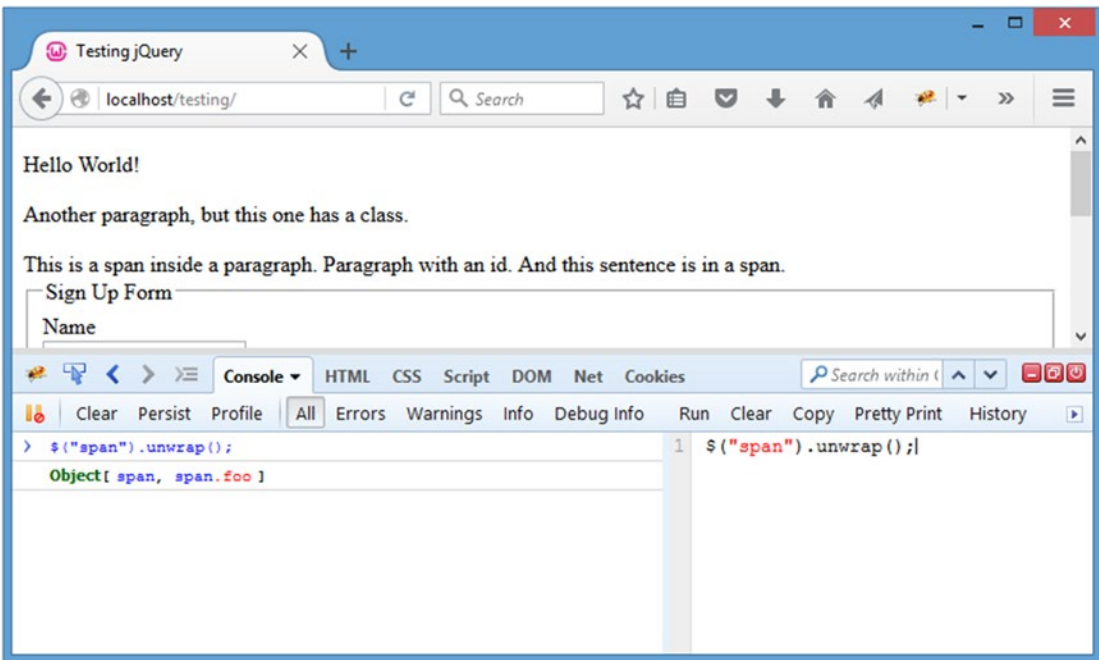 Testing jQuery
localhost/testing/
Search
Hello World!
Another paragraph, but this one has a class.
This is a span inside a paragraph. Paragraph with an id. And this sentence is in a span.
Sign Up Form
Name
Console HTML CSS Script DOM Net Cookies
Search within
Clear Persist Profile All Errors Warnings Info Debug Info Run Clear Copy Pretty Print History
> $("span").unwrap();
Object[ span, span.foo ]
1 $("span").unwrap();